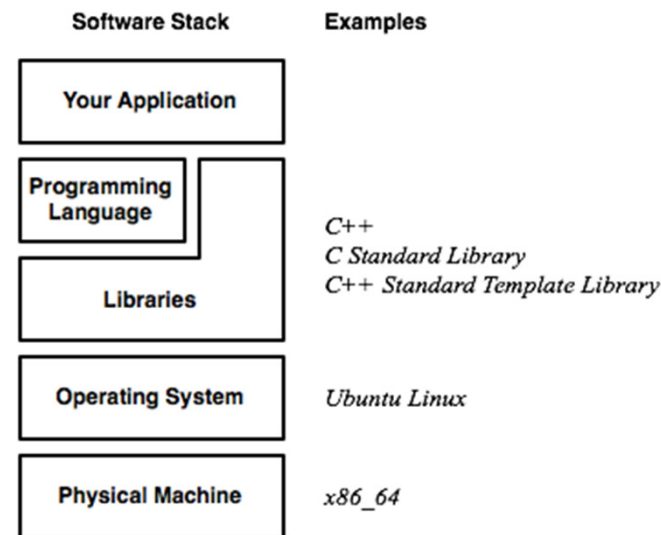 Software Stack
Examples
Your Application
Programming
Language
C++
C Standard Library
C++ Standard Template Library
Libraries
Operating System
Ubuntu Linux
Physical Machine
x86_64